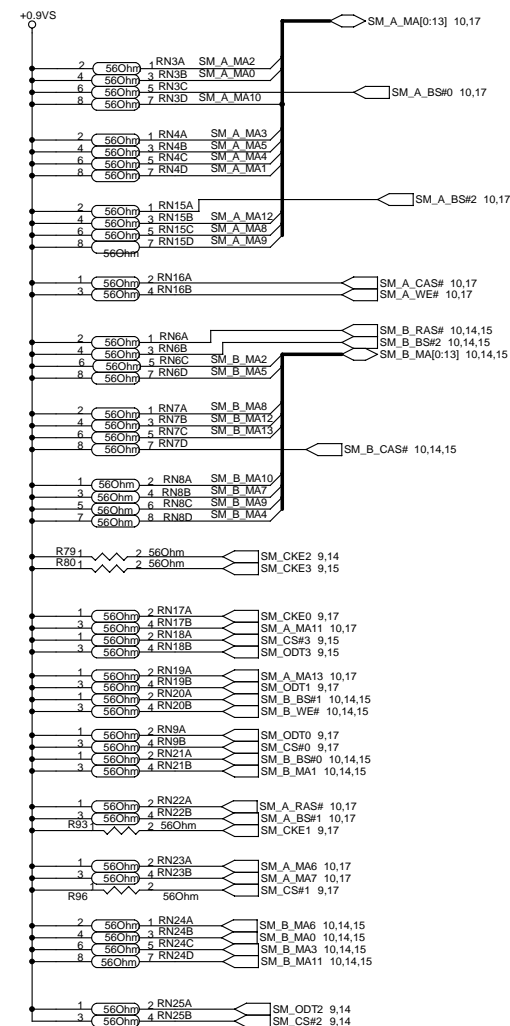 +0.9VS
SM_A_MA[0:13] 10,17
2 56Ohm 1 RN3A SM_A_MA2
4 56Ohm 3 RN3B SM_A_MA0
6 56Ohm 5 RN3C SM_A_BS#0 10,17
8 56Ohm 7 RN3D SM_A_MA10
2 56Ohm 1 RN4A SM_A_MA3
4 56Ohm 3 RN4B SM_A_MA5
6 56Ohm 5 RN4C SM_A_MA4
8 56Ohm 7 RN4D SM_A_MA1
2 56Ohm 1 RN15A SM_A_BS#2 10,17
4 56Ohm 3 RN15B SM_A_MA12
6 56Ohm 5 RN15C SM_A_MA8
8 56Ohm 7 RN15D SM_A_MA9
1 56Ohm 2 RN16A SM_A_CAS# 10,17
3 56Ohm 4 RN16B SM_A_WE# 10,17
2 56Ohm 1 RN6A SM_B_RAS# 10,14,15
4 56Ohm 3 RN6B SM_B_BS#2 10,14,15
6 56Ohm 5 RN6C SM_B_MA2 SM_B_MA[0:13] 10,14,15
8 56Ohm 7 RN6D SM_B_MA5
2 56Ohm 1 RN7A SM_B_MA8
4 56Ohm 3 RN7B SM_B_MA12
6 56Ohm 5 RN7C SM_B_MA13
8 56Ohm 7 RN7D SM_B_CAS# 10,14,15
1 56Ohm 2 RN8A SM_B_MA10
3 56Ohm 4 RN8B SM_B_MA7
5 56Ohm 6 RN8C SM_B_MA9
7 56Ohm 8 RN8D SM_B_MA4
R79 1 2 56Ohm SM_CKE2 9,14
R80 1 2 56Ohm SM_CKE3 9,15
1 56Ohm 2 RN17A SM_CKE0 9,17
3 56Ohm 4 RN17B SM_A_MA11 10,17
1 56Ohm 2 RN18A SM_CS#3 9,15
3 56Ohm 4 RN18B SM_ODT3 9,15
1 56Ohm 2 RN19A SM_A_MA13 10,17
3 56Ohm 4 RN19B SM_ODT1 9,17
1 56Ohm 2 RN20A SM_B_BS#1 10,14,15
3 56Ohm 4 RN20B SM_B_WE# 10,14,15
1 56Ohm 2 RN9A SM_ODT0 9,17
3 56Ohm 4 RN9B SM_CS#0 9,17
1 56Ohm 2 RN21A SM_B_BS#0 10,14,15
3 56Ohm 4 RN21B SM_B_MA1 10,14,15
1 56Ohm 2 RN22A SM_A_RAS# 10,17
3 56Ohm 4 RN22B SM_A_BS#1 10,17
R93 1 2 56Ohm SM_CKE1 9,17
1 56Ohm 2 RN23A SM_A_MA6 10,17
3 56Ohm 4 RN23B SM_A_MA7 10,17
R96 1 2 56Ohm SM_CS#1 9,17
2 56Ohm 1 RN24A SM_B_MA6 10,14,15
4 56Ohm 3 RN24B SM_B_MA0 10,14,15
6 56Ohm 5 RN24C SM_B_MA3 10,14,15
8 56Ohm 7 RN24D SM_B_MA11 10,14,15
1 56Ohm 2 RN25A SM_ODT2 9,14
3 56Ohm 4 RN25B SM_CS#2 9,14